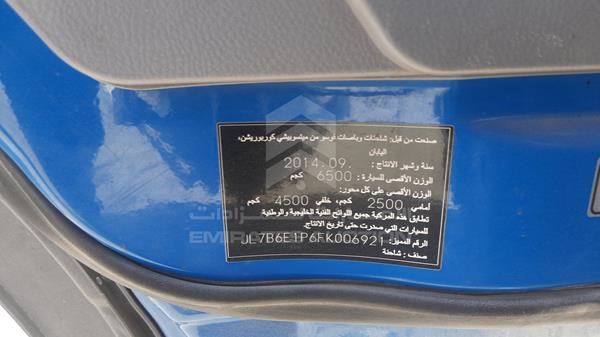 صنعت من قبل: شاحنات وباصات فوسو من ميتسوبيشي كوربوريشن،
اليابان
سنة وشهر الانتاج : 2014.09.
الوزن الأقصى للسيارة : 6500 كجم
الوزن الأقصى على كل محور:
أمامي 2500 كجم، خلفي 4500 كجم
تطابق هذه المركبة جميع اللوائح الفنية الخليجية والوطنية
للسيارات التي صدرت حتى تاريخ الانتاج.
الرقم المميز: JL7B6E1P6FK006921
صنف : شاحنة